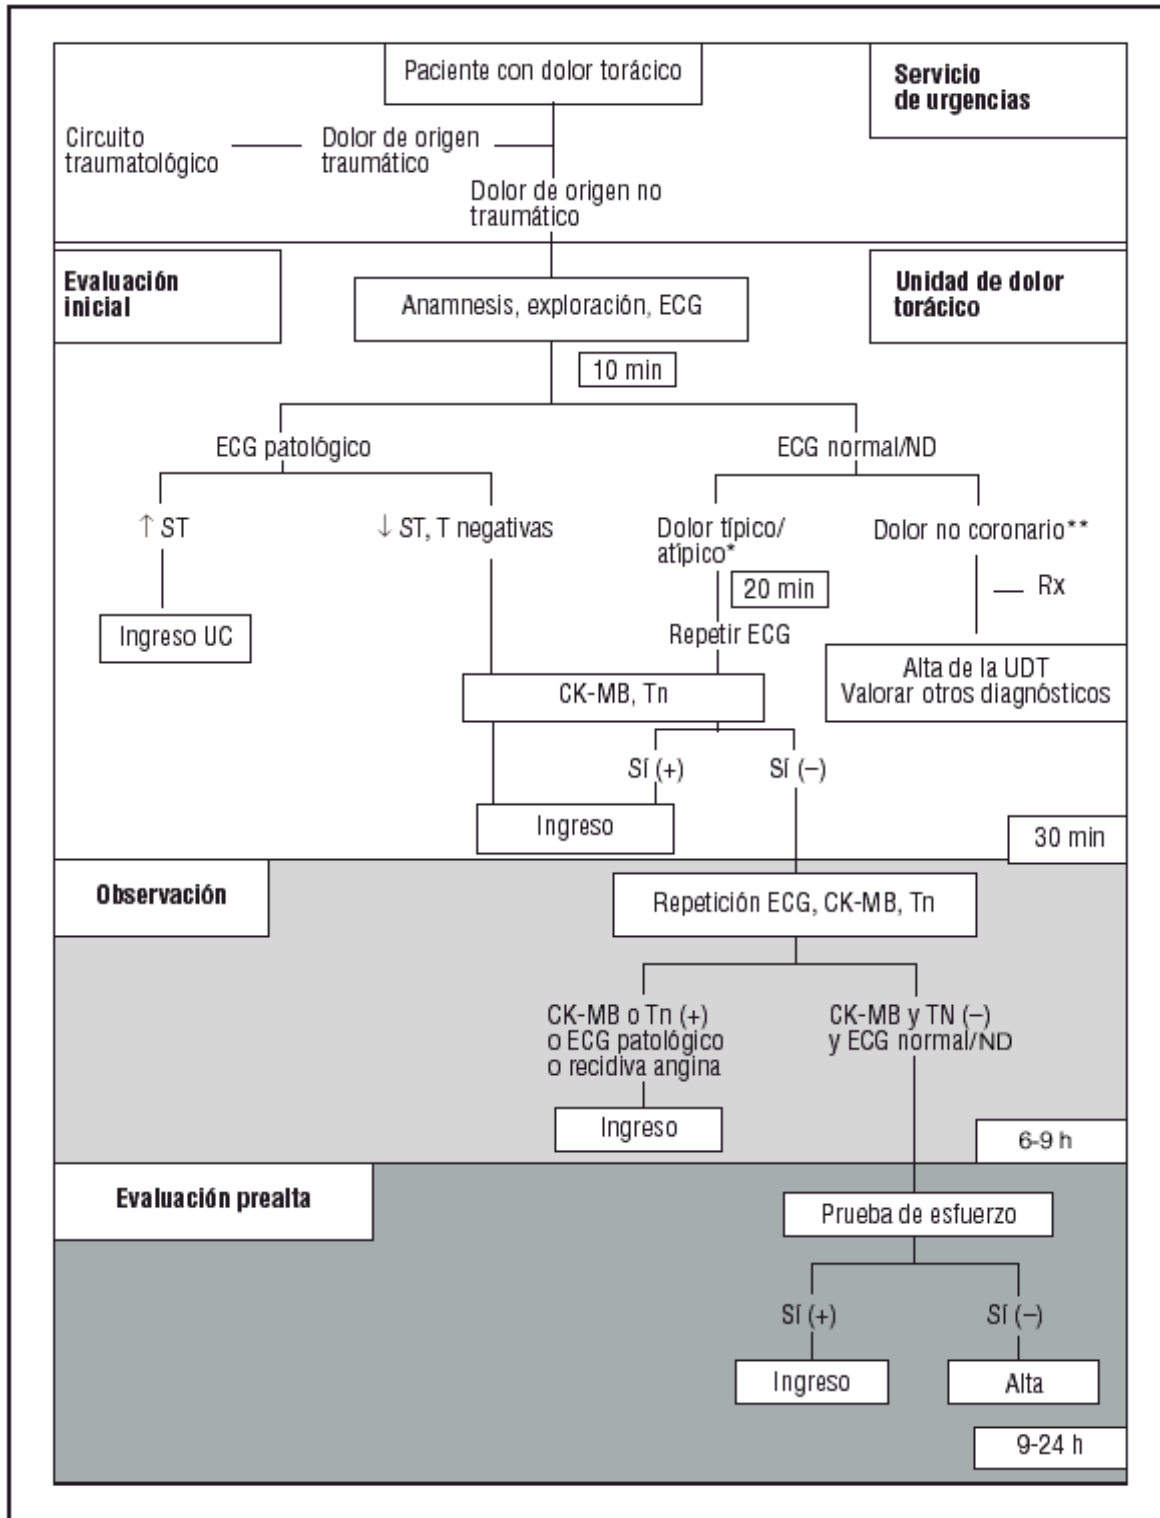 Paciente con dolor torácico
Servicio
de urgencias
Circuito
traumatológico
Dolor de origen
traumático
Dolor de origen no
traumático
Evaluación
inicial
Anamnesis, exploración, ECG
Unidad de dolor
torácico
10 min
ECG patológico
ECG normal/ND
↑ ST
↓ ST, T negativas
Dolor típico/
atípico*
Dolor no coronario**
20 min
Rx
Ingreso UC
Repetir ECG
Alta de la UDT
Valorar otros diagnósticos
CK-MB, Tn
Sí (+)
Sí (–)
Ingreso
30 min
Observación
Repetición ECG, CK-MB, Tn
CK-MB o Tn (+)
o ECG patológico
o recidiva angina
CK-MB y TN (–)
y ECG normal/ND
Ingreso
6-9 h
Evaluación prealta
Prueba de esfuerzo
Sí (+)
Sí (–)
Ingreso
Alta
9-24 h